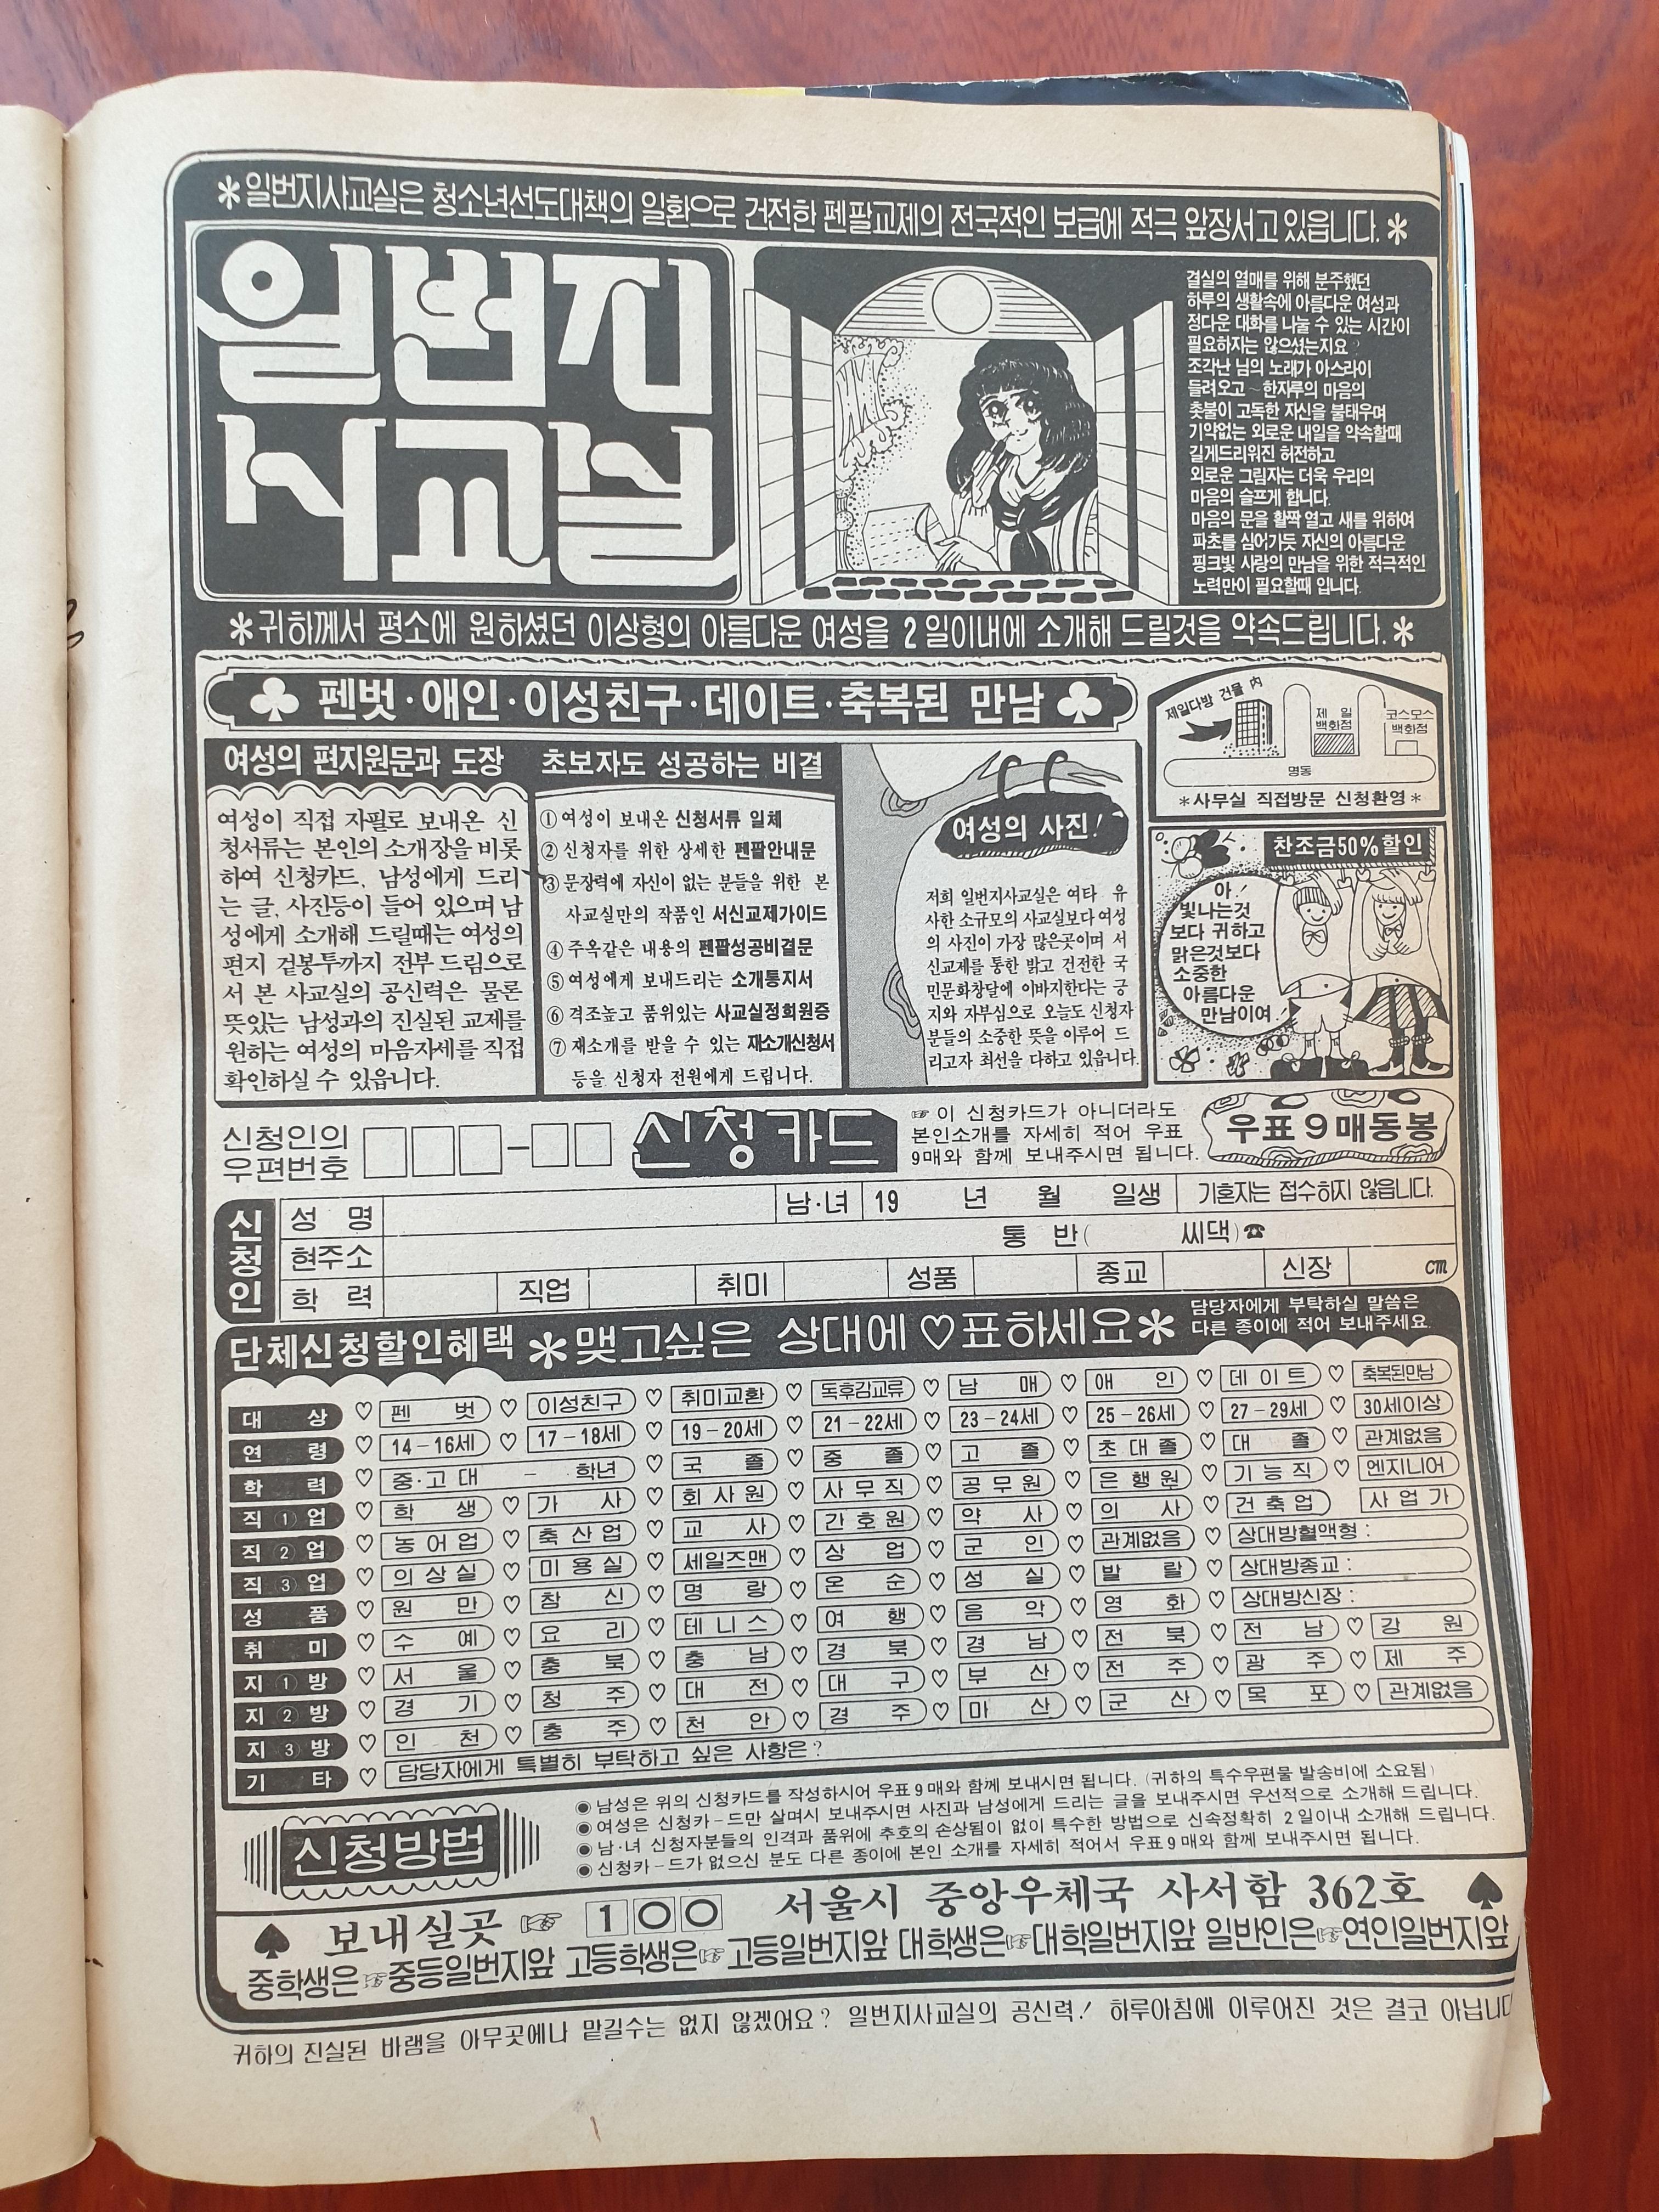 *일번지사교실은 청소년선도대책의 일환으로 건전한 펜팔교제의 전국적인 보급에 적극 앞장서고 있읍니다.*
일번지
사교실
결실의 열매를 위해 분주했던
하루의 생활속에 아름다운 여성과
정다운 대화를 나눌 수 있는 시간이
필요하지는 않으셨는지요?
조각난 님의 노래가 아스라이
들려오고~한자루의 마음의
촛불이 고독한 자신을 불태우며
기약없는 외로운 내일을 약속할때
길게드리워진 허전하고
외로운 그림자는 더욱 우리의
마음의 슬프게 합니다.
마음의 문을 활짝 열고 새를 위하여
파초를 심어가듯 자신의 아름다운
핑크빛 사랑의 만남을 위한 적극적인
노력만이 필요할때 입니다.
*귀하께서 평소에 원하셨던 이상형의 아름다운 여성을 2일이내에 소개해 드릴것을 약속드립니다.*
♣ 펜벗·애인·이성친구·데이트·축복된 만남 ♣
제일다방 건물 內
제 일
백화점
코스모스
백화점
명동
*사무실 직접방문 신청환영*
여성의 편지원문과 도장
여성이 직접 자필로 보내온 신
청서류는 본인의 소개장을 비롯
하여 신청카드, 남성에게 드리
는 글, 사진등이 들어 있으며 남
성에게 소개해 드릴때는 여성의
편지 겉봉투까지 전부 드림으로
서 본 사교실의 공신력은 물론
뜻있는 남성과의 진실된 교제를
원하는 여성의 마음자세를 직접
확인하실 수 있읍니다.
초보자도 성공하는 비결
① 여성이 보내온 신청서류 일체
② 신청자를 위한 상세한 펜팔안내문
③ 문장력에 자신이 없는 분들을 위한 본
사교실만의 작품인 서신교제가이드
④ 주옥같은 내용의 펜팔성공비결문
⑤ 여성에게 보내드리는 소개통지서
⑥ 격조높고 품위있는 사교실정회원증
⑦ 재소개를 받을 수 있는 재소개신청서
등을 신청자 전원에게 드립니다.
여성의 사진!
저희 일번지사교실은 여타 유
사한 소규모의 사교실보다 여성
의 사진이 가장 많은곳이며 서
신교제를 통한 밝고 건전한 국
민문화창달에 이바지한다는 긍
지와 자부심으로 오늘도 신청자
분들의 소중한 뜻을 이루어 드
리고자 최선을 다하고 있읍니다.
찬조금50%할인
아!
빛나는것
보다 귀하고
맑은것보다
소중한
아름다운
만남이여
신청인의
우편번호
신청카드
☞ 이 신청카드가 아니더라도
본인소개를 자세히 적어 우표
9매와 함께 보내주시면 됩니다.
우표9매동봉
신청인
성 명 남·녀 19 년 월 일생 기혼자는 접수하지 않읍니다.
현주소 통 반( 씨댁)☎
학 력 직업 취미 성품 종교 신장 cm
단체신청할인혜택 *맺고싶은 상대에 ♡표하세요*
담당자에게 부탁하실 말씀은
다른 종이에 적어 보내주세요.
대 상 ♡ 펜 벗 ♡ 이성친구 ♡ 취미교환 ♡ 독후감교류 ♡ 남 매 ♡ 애 인 ♡ 데이트 ♡ 축복된만남
연 령 ♡ 14-16세 ♡ 17-18세 ♡ 19-20세 ♡ 21-22세 ♡ 23-24세 ♡ 25-26세 ♡ 27-29세 ♡ 30세이상
학 력 ♡ 중·고 대 - 학년 ♡ 국 졸 ♡ 중 졸 ♡ 고 졸 ♡ 초대졸 ♡ 대 졸 ♡ 관계없음
직①업 ♡ 학 생 ♡ 가 사 ♡ 회사원 ♡ 사무직 ♡ 공무원 ♡ 은행원 ♡ 기능직 ♡ 엔지니어
직②업 ♡ 농어업 ♡ 축산업 ♡ 교 사 ♡ 간호원 ♡ 약 사 ♡ 의 사 ♡ 건축업 사업가
직③업 ♡ 의상실 ♡ 미용실 ♡ 세일즈맨 ♡ 상 업 ♡ 군 인 ♡ 관계없음 ♡ 상대방혈액형:
성 품 ♡ 원 만 ♡ 참 신 ♡ 명 랑 ♡ 온 순 ♡ 성 실 ♡ 발 랄 ♡ 상대방종교:
취 미 ♡ 수 예 ♡ 요 리 ♡ 테니스 ♡ 여 행 ♡ 음 악 ♡ 영 화 ♡ 상대방신장:
지①방 ♡ 서 울 ♡ 충 북 ♡ 충 남 ♡ 경 북 ♡ 경 남 ♡ 전 북 ♡ 전 남 ♡ 강 원
지②방 ♡ 경 기 ♡ 청 주 ♡ 대 전 ♡ 대 구 ♡ 부 산 ♡ 전 주 ♡ 광 주 ♡ 제 주
지③방 ♡ 인 천 ♡ 충 주 ♡ 천 안 ♡ 경 주 ♡ 마 산 ♡ 군 산 ♡ 목 포 ♡ 관계없음
기 타 ♡ 담당자에게 특별히 부탁하고 싶은 사항은?
신청방법
◉ 남성은 위의 신청카드를 작성하시어 우표9매와 함께 보내시면 됩니다. (귀하의 특수우편물 발송비에 소요됨)
◉ 여성은 신청카-드만 살며시 보내주시면 사진과 남성에게 드리는 글을 보내주시면 우선적으로 소개해 드립니다.
◉ 남·녀 신청자분들의 인격과 품위에 추호의 손상됨이 없이 특수한 방법으로 신속정확히 2일이내 소개해 드립니다.
◉ 신청카-드가 없으신 분도 다른 종이에 본인 소개를 자세히 적어서 우표9매와 함께 보내주시면 됩니다.
♠ 보내실곳 ☞ 100 서울시 중앙우체국 사서함 362호 ♠
중학생은☞중등일번지앞 고등학생은☞고등일번지앞 대학생은☞대학일번지앞 일반인은☞연인일번지앞
귀하의 진실된 바램을 아무곳에나 맡길수는 없지 않겠어요? 일번지사교실의 공신력! 하루아침에 이루어진 것은 결코 아닙니다